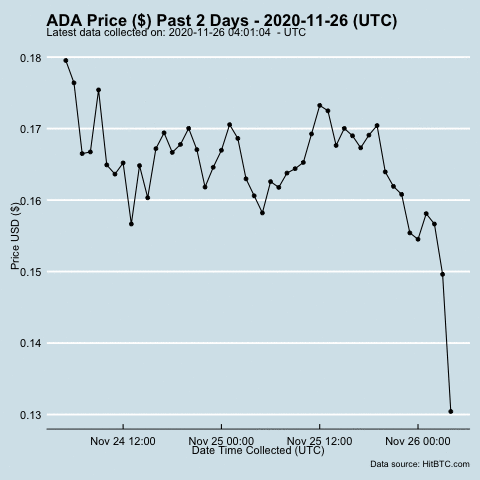 ADA Price ($) Past 2 Days - 2020-11-26 (UTC)
Latest data collected on: 2020-11-26 04:01:04 - UTC
Price USD ($)
0.18
0.17
0.16
0.15
0.14
0.13
Nov 24 12:00
Nov 25 00:00
Nov 25 12:00
Nov 26 00:00
Date Time Collected (UTC)
Data source: HitBTC.com